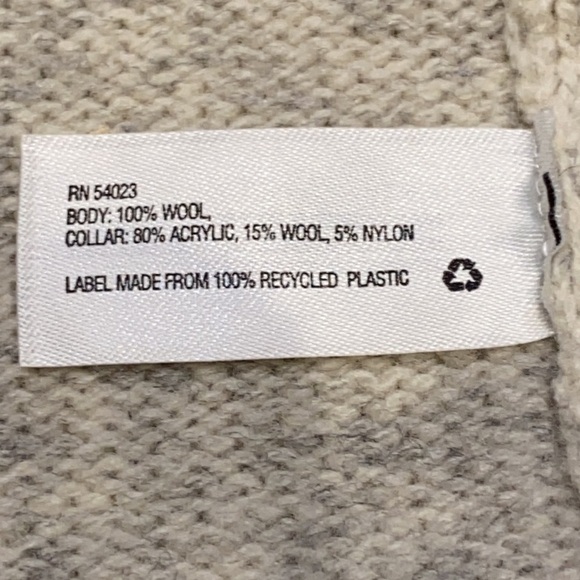 RN 54023
BODY: 100% WOOL,
COLLAR: 80% ACRYLIC, 15% WOOL, 5% NYLON
LABEL MADE FROM 100% RECYCLED PLASTIC